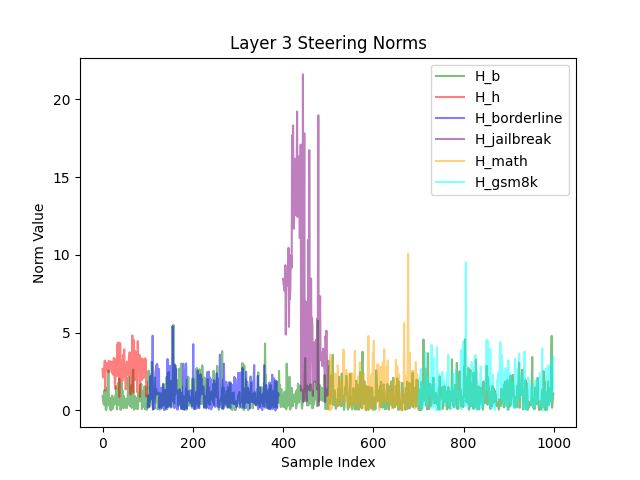 Layer 3 Steering Norms
Norm Value
20
15
10
5
0
H_b
H_h
H_borderline
H_jailbreak
H_math
H_gsm8k
0
200
400
600
800
1000
Sample Index